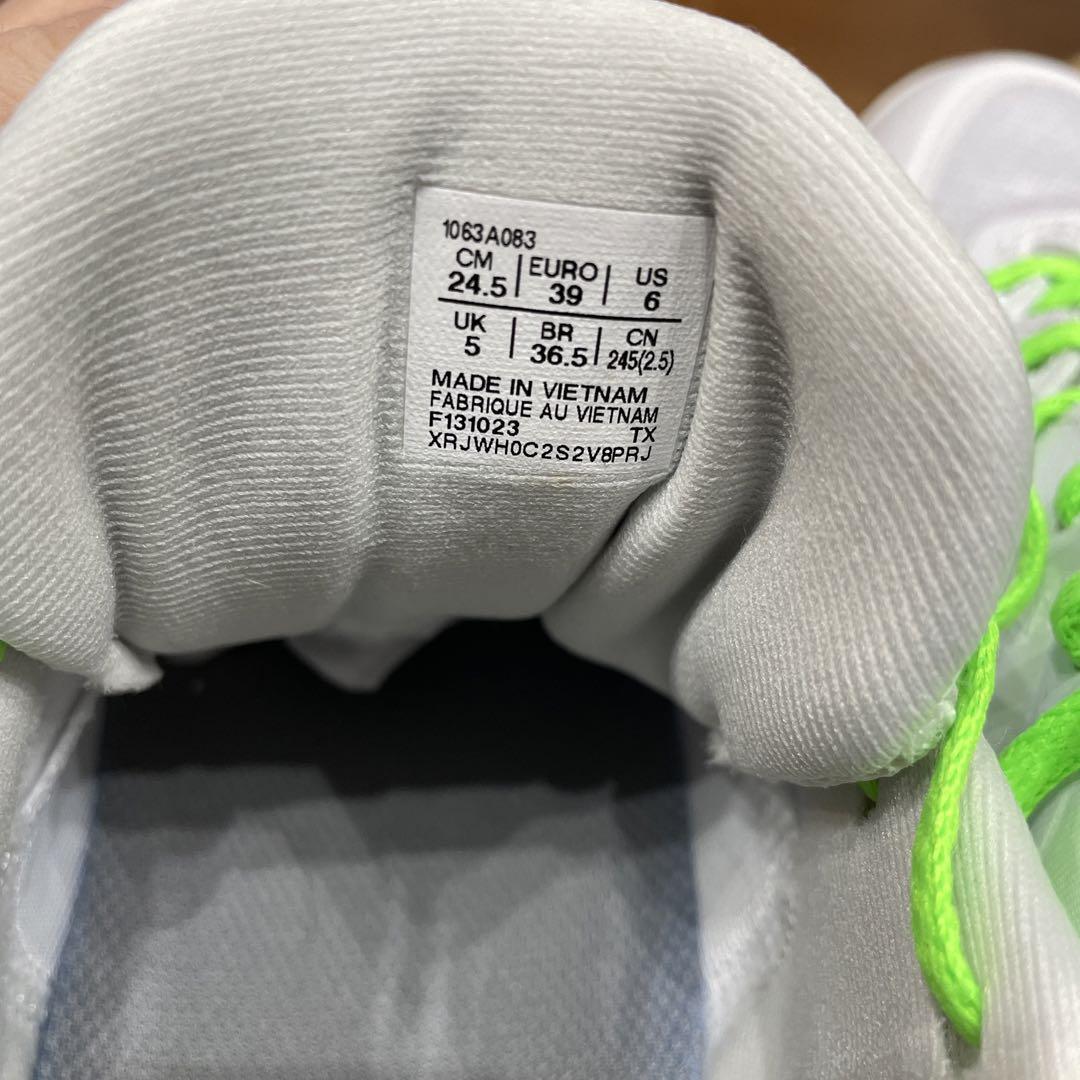 1063A083
CM | EURO | US
24.5 | 39 | 6
UK | BR | CN
5 | 36.5 | 245(2.5)
MADE IN VIETNAM
FABRIQUE AU VIETNAM
F131023 TX
XRJWH0C2S2V8PRJ